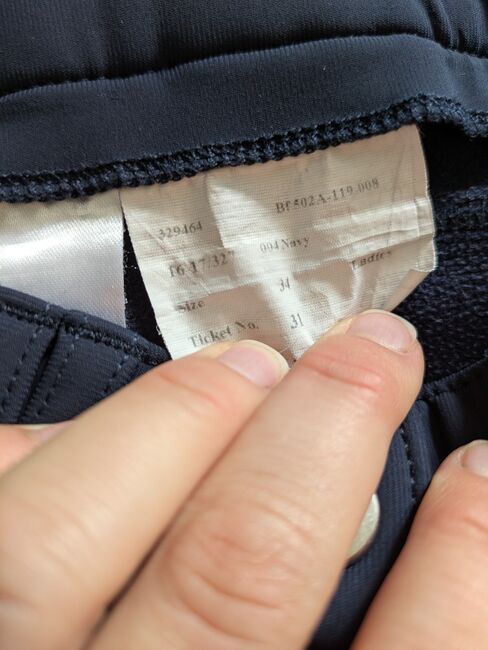 329464 BF502A-119-008
16 17/32" 004 Navy
Size 34 Ladies
Ticket No. 31